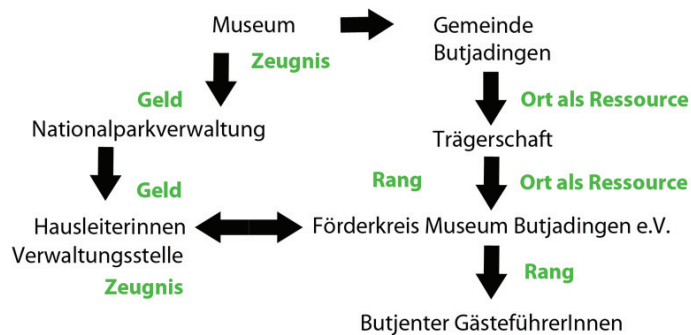 Museum
Gemeinde
Butjadingen
Zeugnis
Geld
Ort als Ressource
Nationalparkverwaltung
Trägerschaft
Geld
Rang
Ort als Ressource
Hausleiterinnen
Verwaltungsstelle
Förderkreis Museum Butjadingen e.V.
Zeugnis
Rang
Butjenter GästeführerInnen